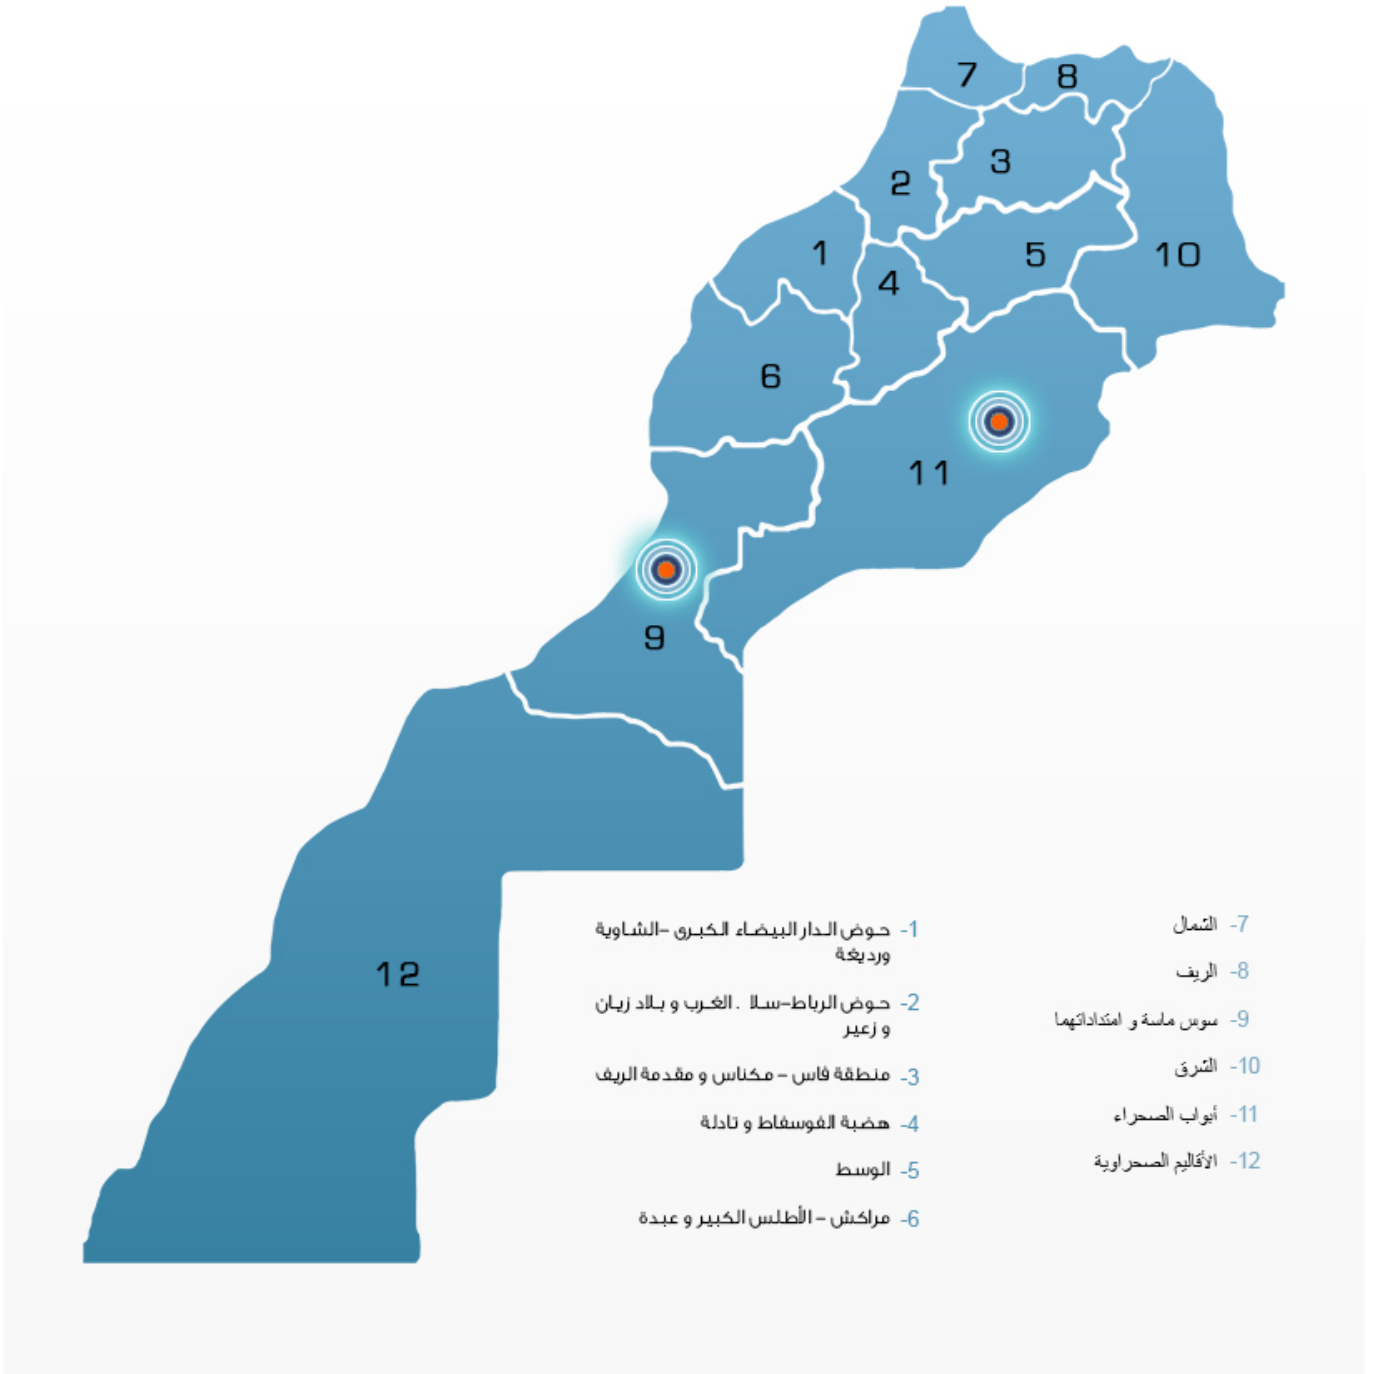 7
8
3
2
1
5
10
4
6
11
9
12
1- حوض الدار البيضاء الكبرى -الشاوية
ورديغة
2- حوض الرباط-سلا . الغرب و بلاد زيان
و زعير
3- منطقة فاس - مكناس و مقدمة الريف
4- هضبة الفوسفاط و تادلة
5- الوسط
6- مراكش - الأطلس الكبير و عبدة
7- الشمال
8- الريف
9- سوس ماسة و امتداداتهما
10- الشرق
11- أبواب الصحراء
12- الأقاليم الصحراوية